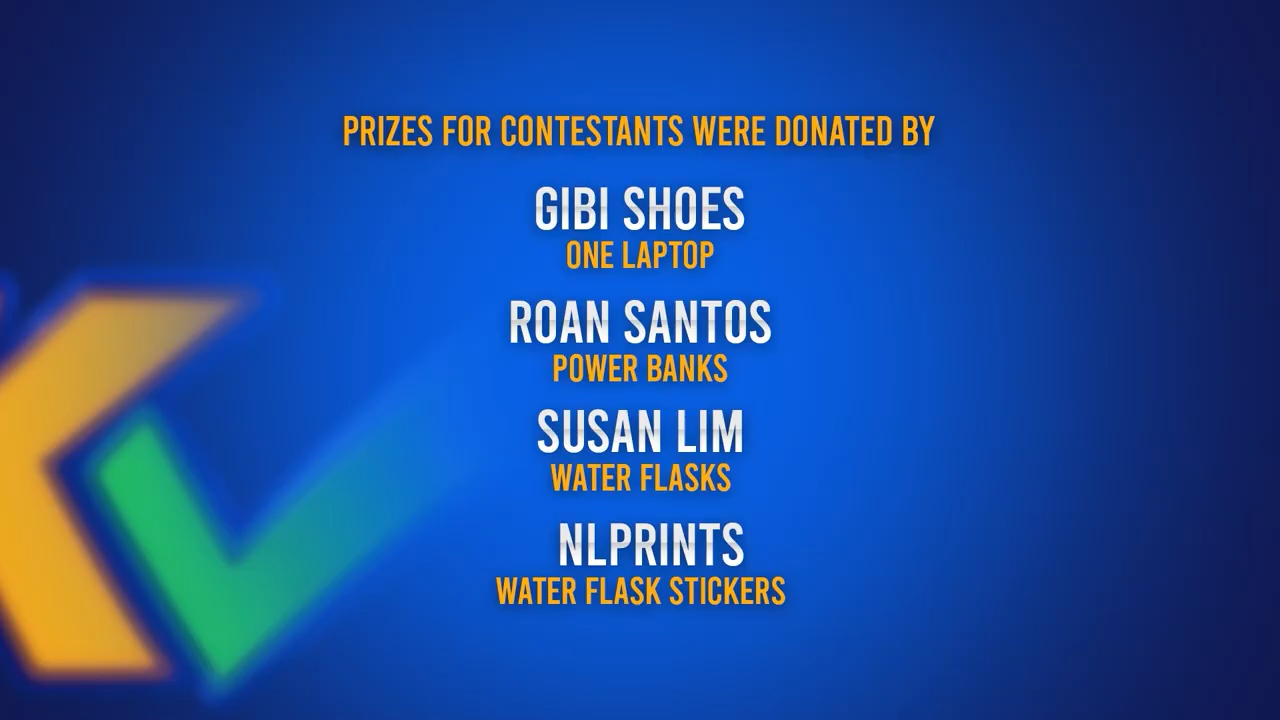 PRIZES FOR CONTESTANTS WERE DONATED BY
GIBI SHOES
ONE LAPTOP
ROAN SANTOS
POWER BANKS
SUSAN LIM
WATER FLASKS
NLPRINTS
WATER FLASK STICKERS